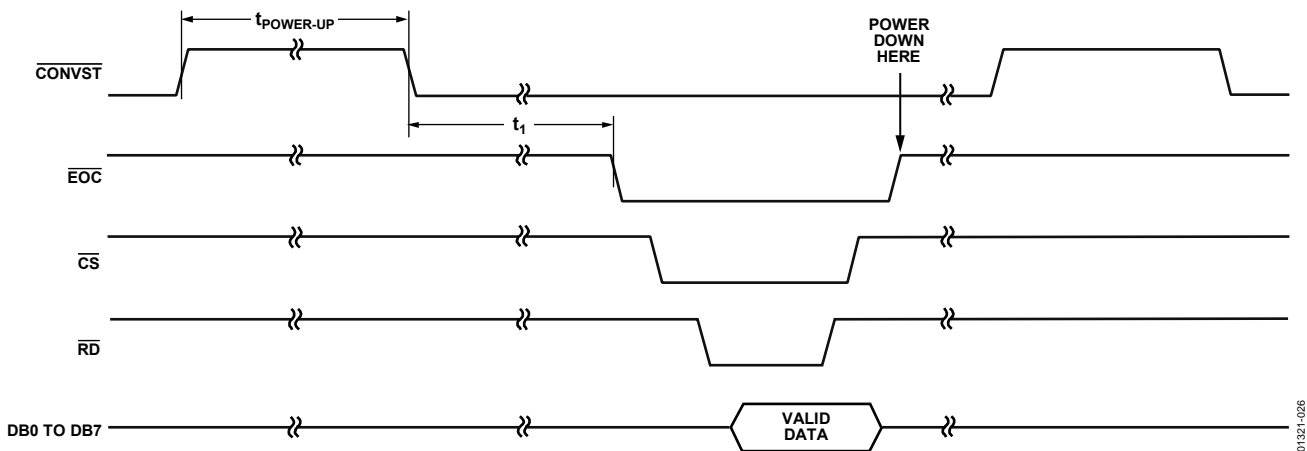 tPOWER-UP
POWER
DOWN
HERE
CONVST
t1
EOC
CS
RD
DB0 TO DB7
VALID
DATA
01321-026